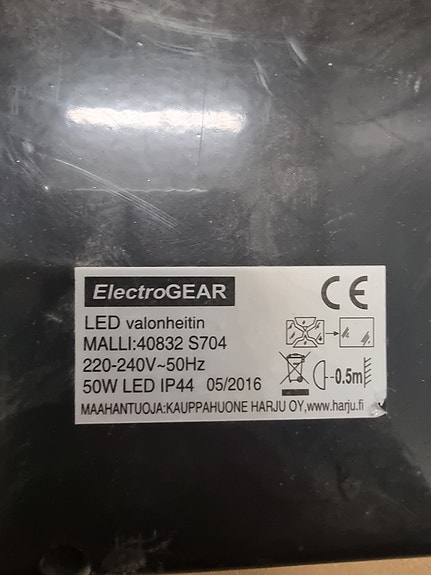 ElectroGEAR
CE
LED valonheitin
MALLI:40832 S704
220-240V~50Hz
50W LED IP44 05/2016
0.5m
MAAHANTUOJA:KAUPPAHUONE HARJU OY,www.harju.fi